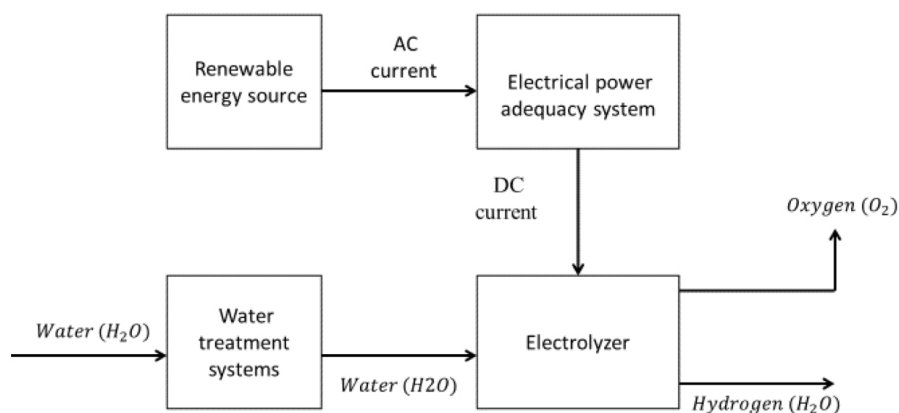 Renewable
energy source
AC
current
Electrical power
adequacy system
DC
current
Oxygen (O₂)
Water (H₂O)
Water
treatment
systems
Water (H2O)
Electrolyzer
Hydrogen (H₂O)